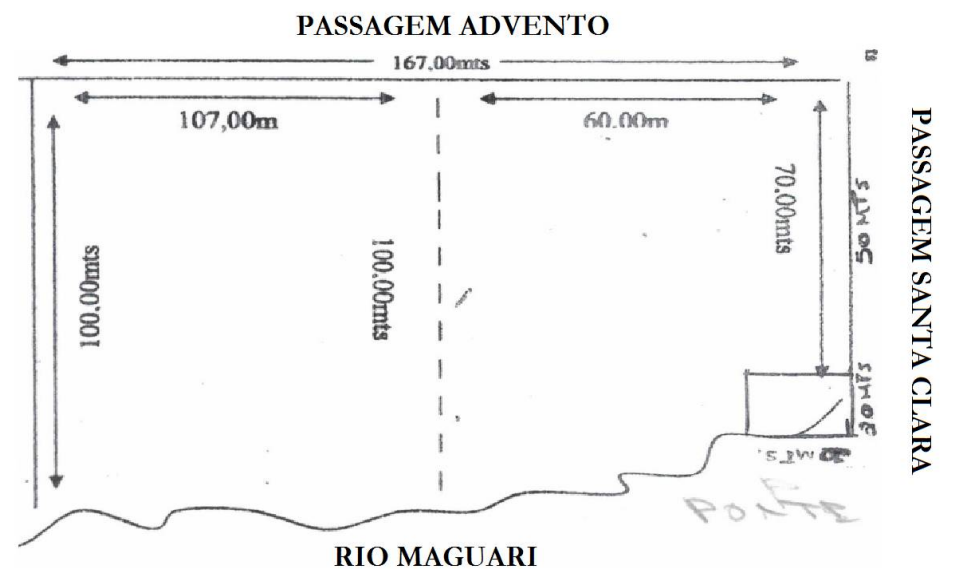 PASSAGEM ADVENTO
167,00mts
107,00m
60.00m
PASSAGEM SANTA CLARA
70.00mts
50 MTS
100.00mts
100.00mts
MTS
MTS.
PONTE
RIO MAGUARI